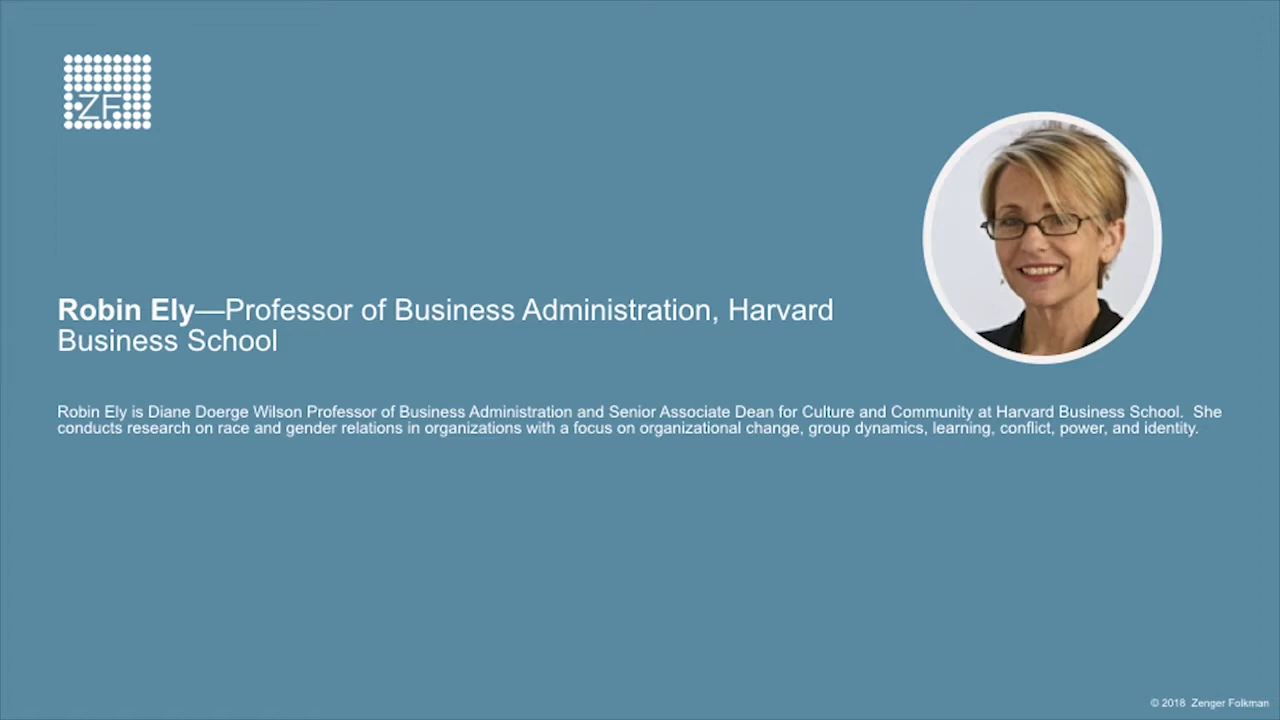 ZF
Robin Ely—Professor of Business Administration, Harvard
Business School
Robin Ely is Diane Doerge Wilson Professor of Business Administration and Senior Associate Dean for Culture and Community at Harvard Business School.  She
conducts research on race and gender relations in organizations with a focus on organizational change, group dynamics, learning, conflict, power, and identity.
© 2018  Zenger Folkman